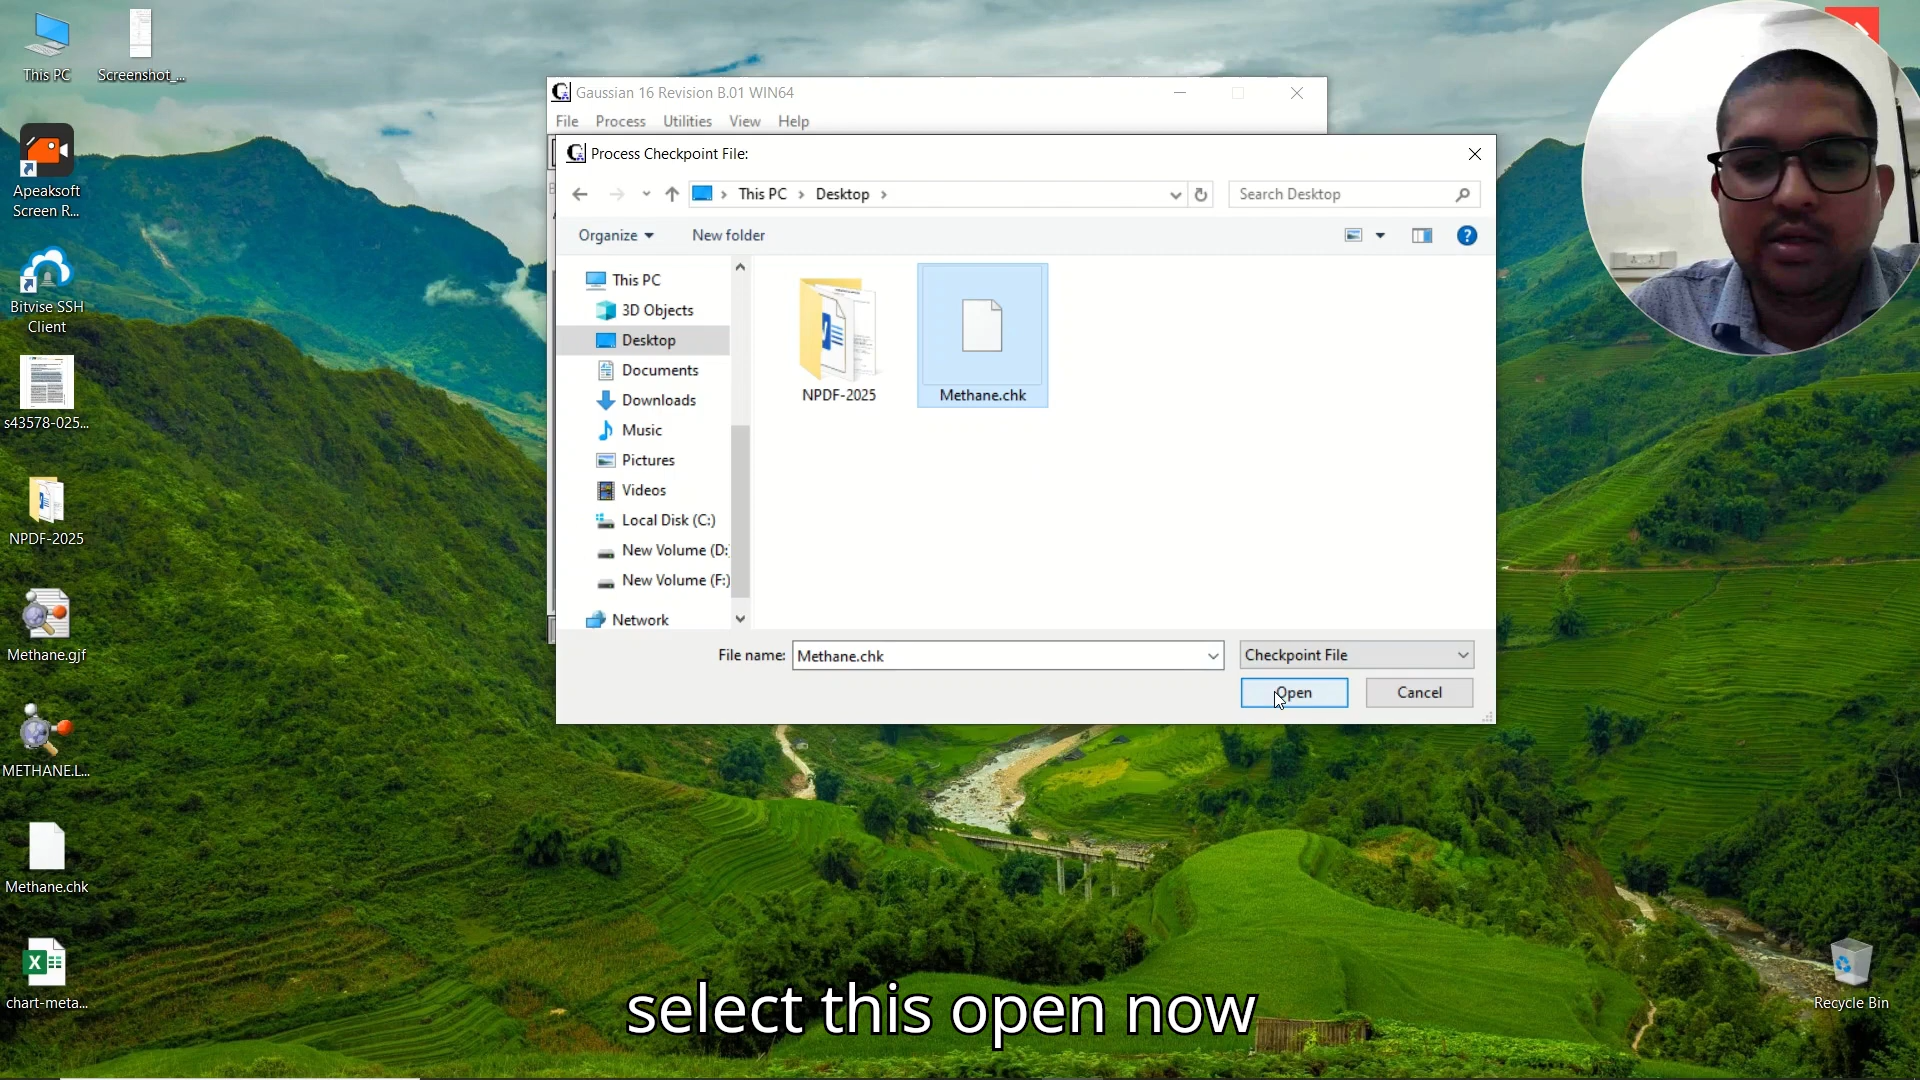 This PC
Screenshot_...
Apeaksoft
Screen R...
Bitvise SSH
Client
s43578-025...
NPDF-2025
Methane.gjf
METHANE.L...
Methane.chk
chart-meta...
Gaussian 16 Revision B.01 WIN64
File Process Utilities View Help
Process Checkpoint File:
This PC > Desktop >
Search Desktop
Organize
New folder
This PC
3D Objects
Desktop
Documents
Downloads
Music
Pictures
Videos
Local Disk (C:)
New Volume (D:)
New Volume (F:)
Network
NPDF-2025
Methane.chk
File name: Methane.chk
Checkpoint File
Open
Cancel
select this open now
Recycle Bin